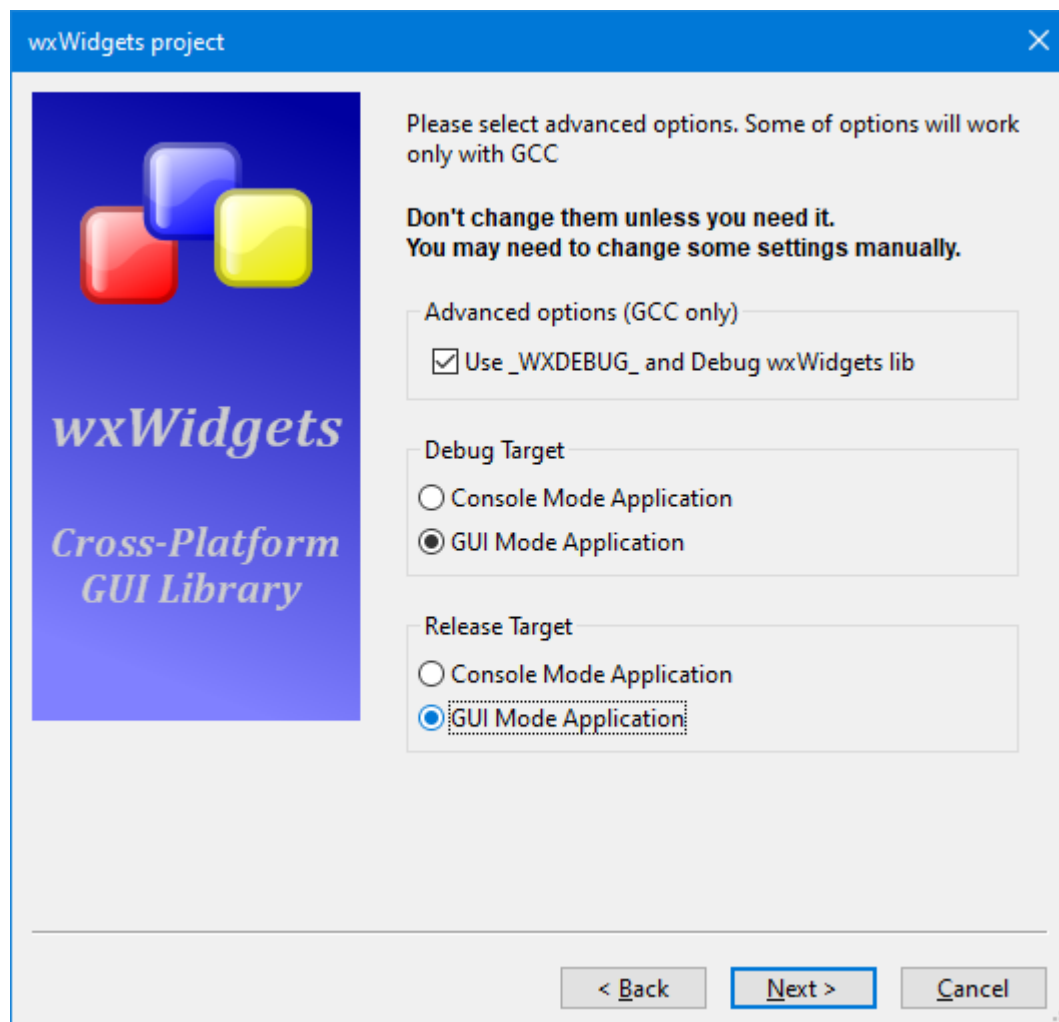 wxWidgets project
wxWidgets
Cross-Platform
GUI Library
Please select advanced options. Some of options will work
only with GCC
Don't change them unless you need it.
You may need to change some settings manually.
Advanced options (GCC only)
Use _WXDEBUG_ and Debug wxWidgets lib
Debug Target
Console Mode Application
GUI Mode Application
Release Target
Console Mode Application
GUI Mode Application
< Back
Next >
Cancel